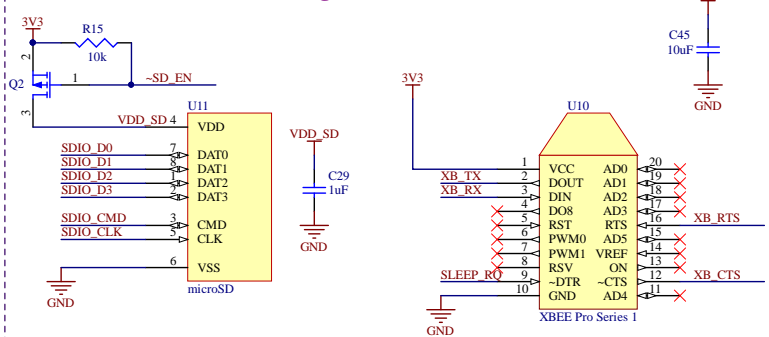 3V3
R15
10k
2
Q2
1
~SD_EN
3
U11
VDD_SD 4 VDD
SDIO_D0 7 DAT0
SDIO_D1 8 DAT1
SDIO_D2 1 DAT2
SDIO_D3 2 DAT3
SDIO_CMD 3 CMD
SDIO_CLK 5 CLK
6 VSS
GND
microSD
VDD_SD
C29
1uF
GND
C45
10uF
GND
3V3
U10
1 VCC AD0 20
XB_TX 2 DOUT AD1 19
XB_RX 3 DIN AD2 18
4 DO8 AD3 17
5 RST RTS 16 XB_RTS
6 PWM0 AD5 15
7 PWM1 VREF 14
8 RSV ON 13
SLEEP_RQ 9 ~DTR ~CTS 12 XB_CTS
10 GND AD4 11
GND
XBEE Pro Series 1